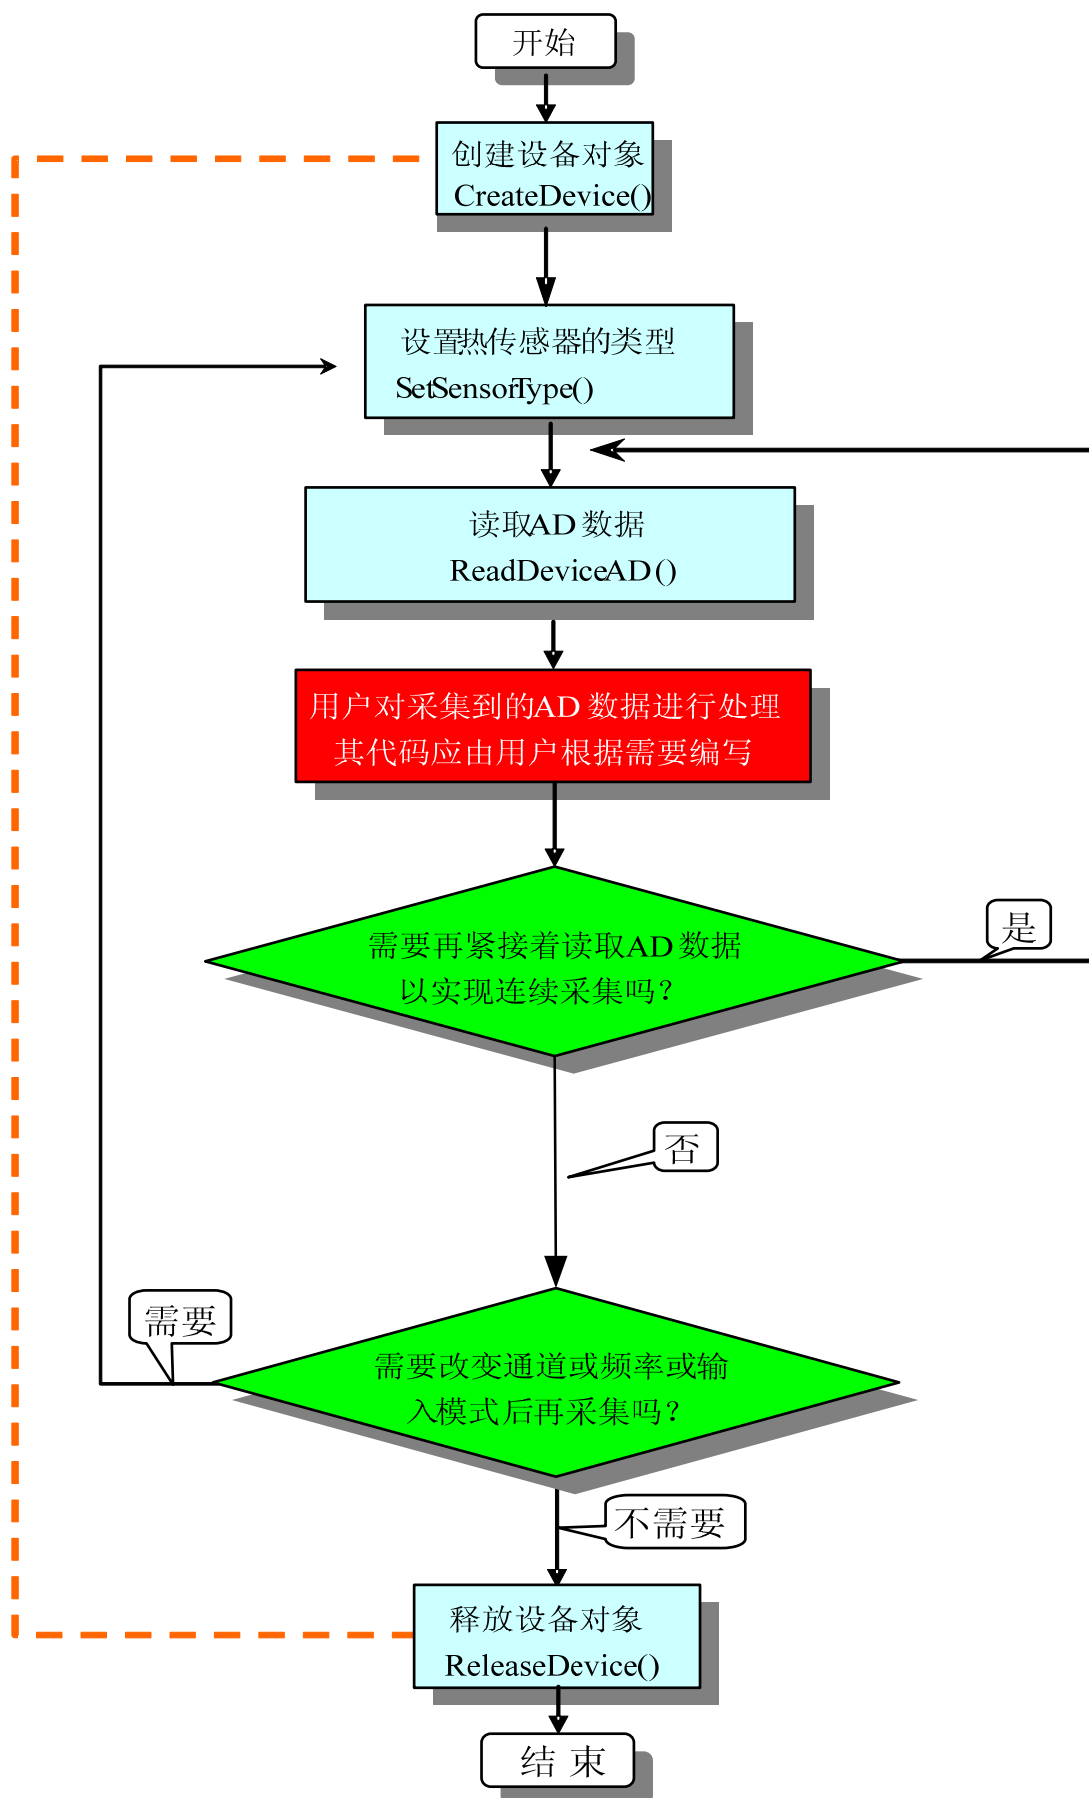 开始
创建设备对象
CreateDevice()
设置热传感器的类型
SetSensorType()
读取AD 数据
ReadDeviceAD()
用户对采集到的AD 数据进行处理
其代码应由用户根据需要编写
需要再紧接着读取AD 数据
以实现连续采集吗？
是
否
需要
需要改变通道或频率或输
入模式后再采集吗？
不需要
释放设备对象
ReleaseDevice()
结 束